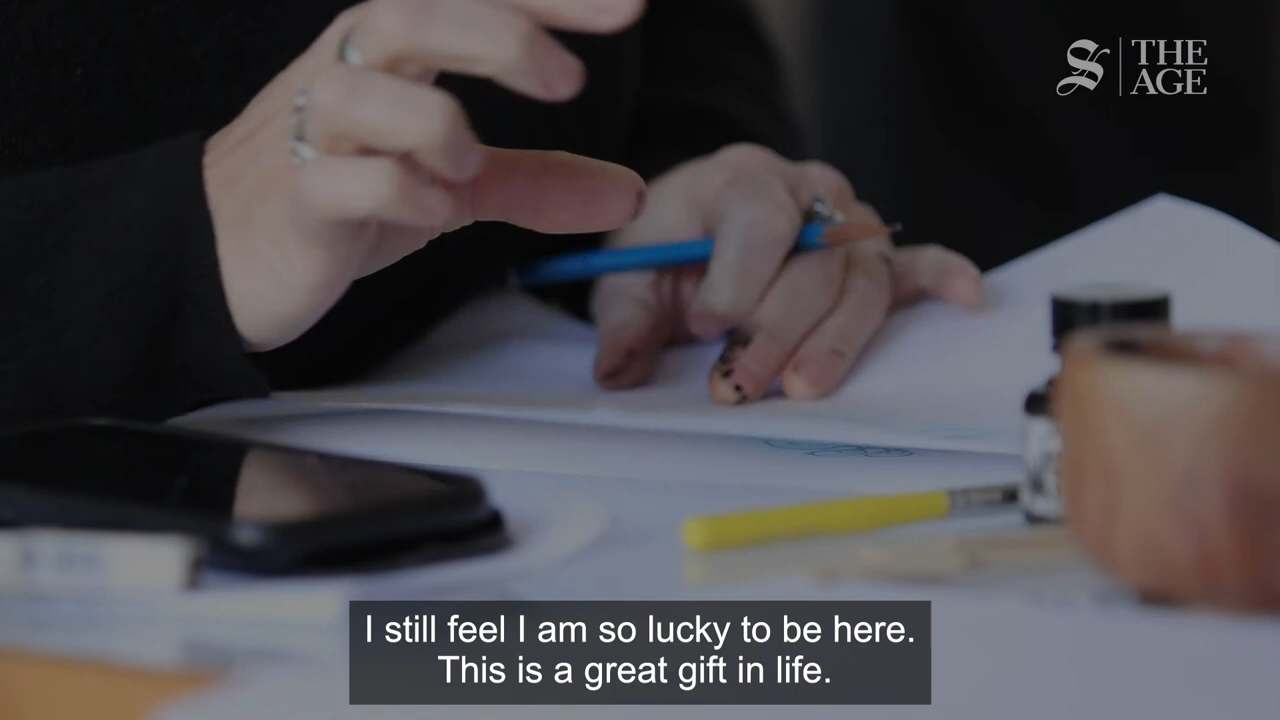 THE
AGE
I still feel I am so lucky to be here.
This is a great gift in life.